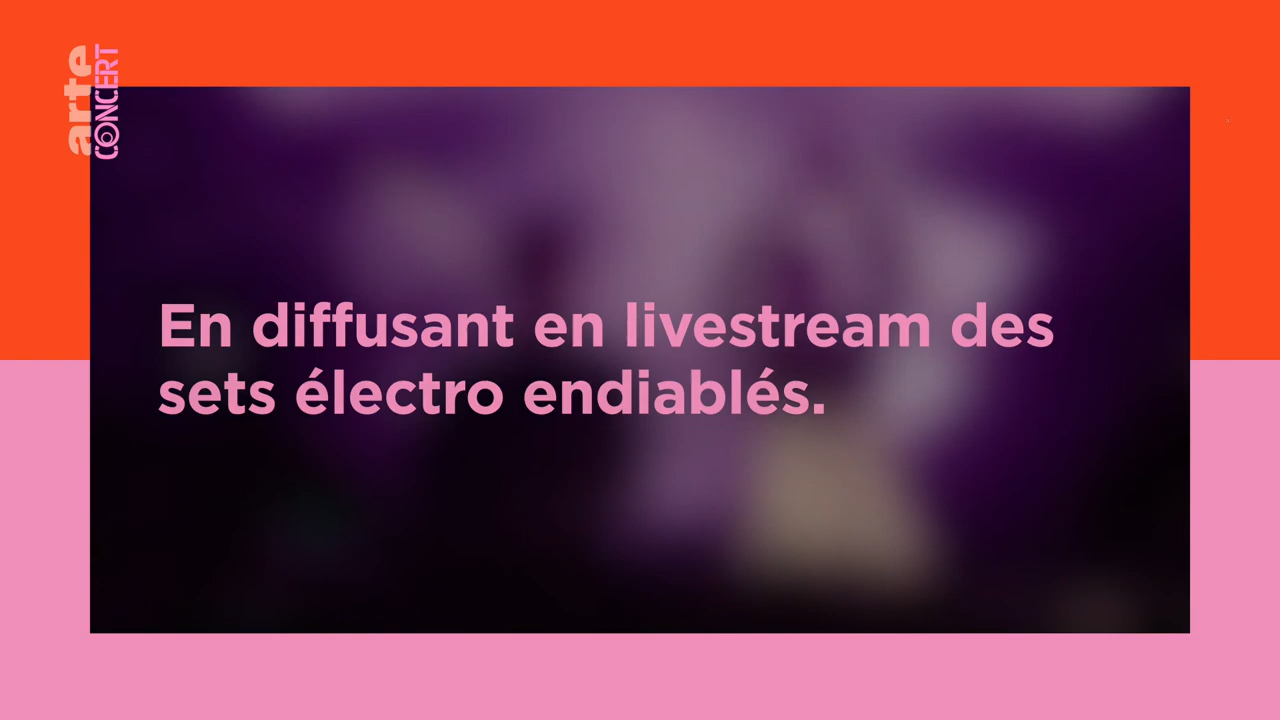 arte
CONCERT
En diffusant en livestream des
sets électro endiablés.